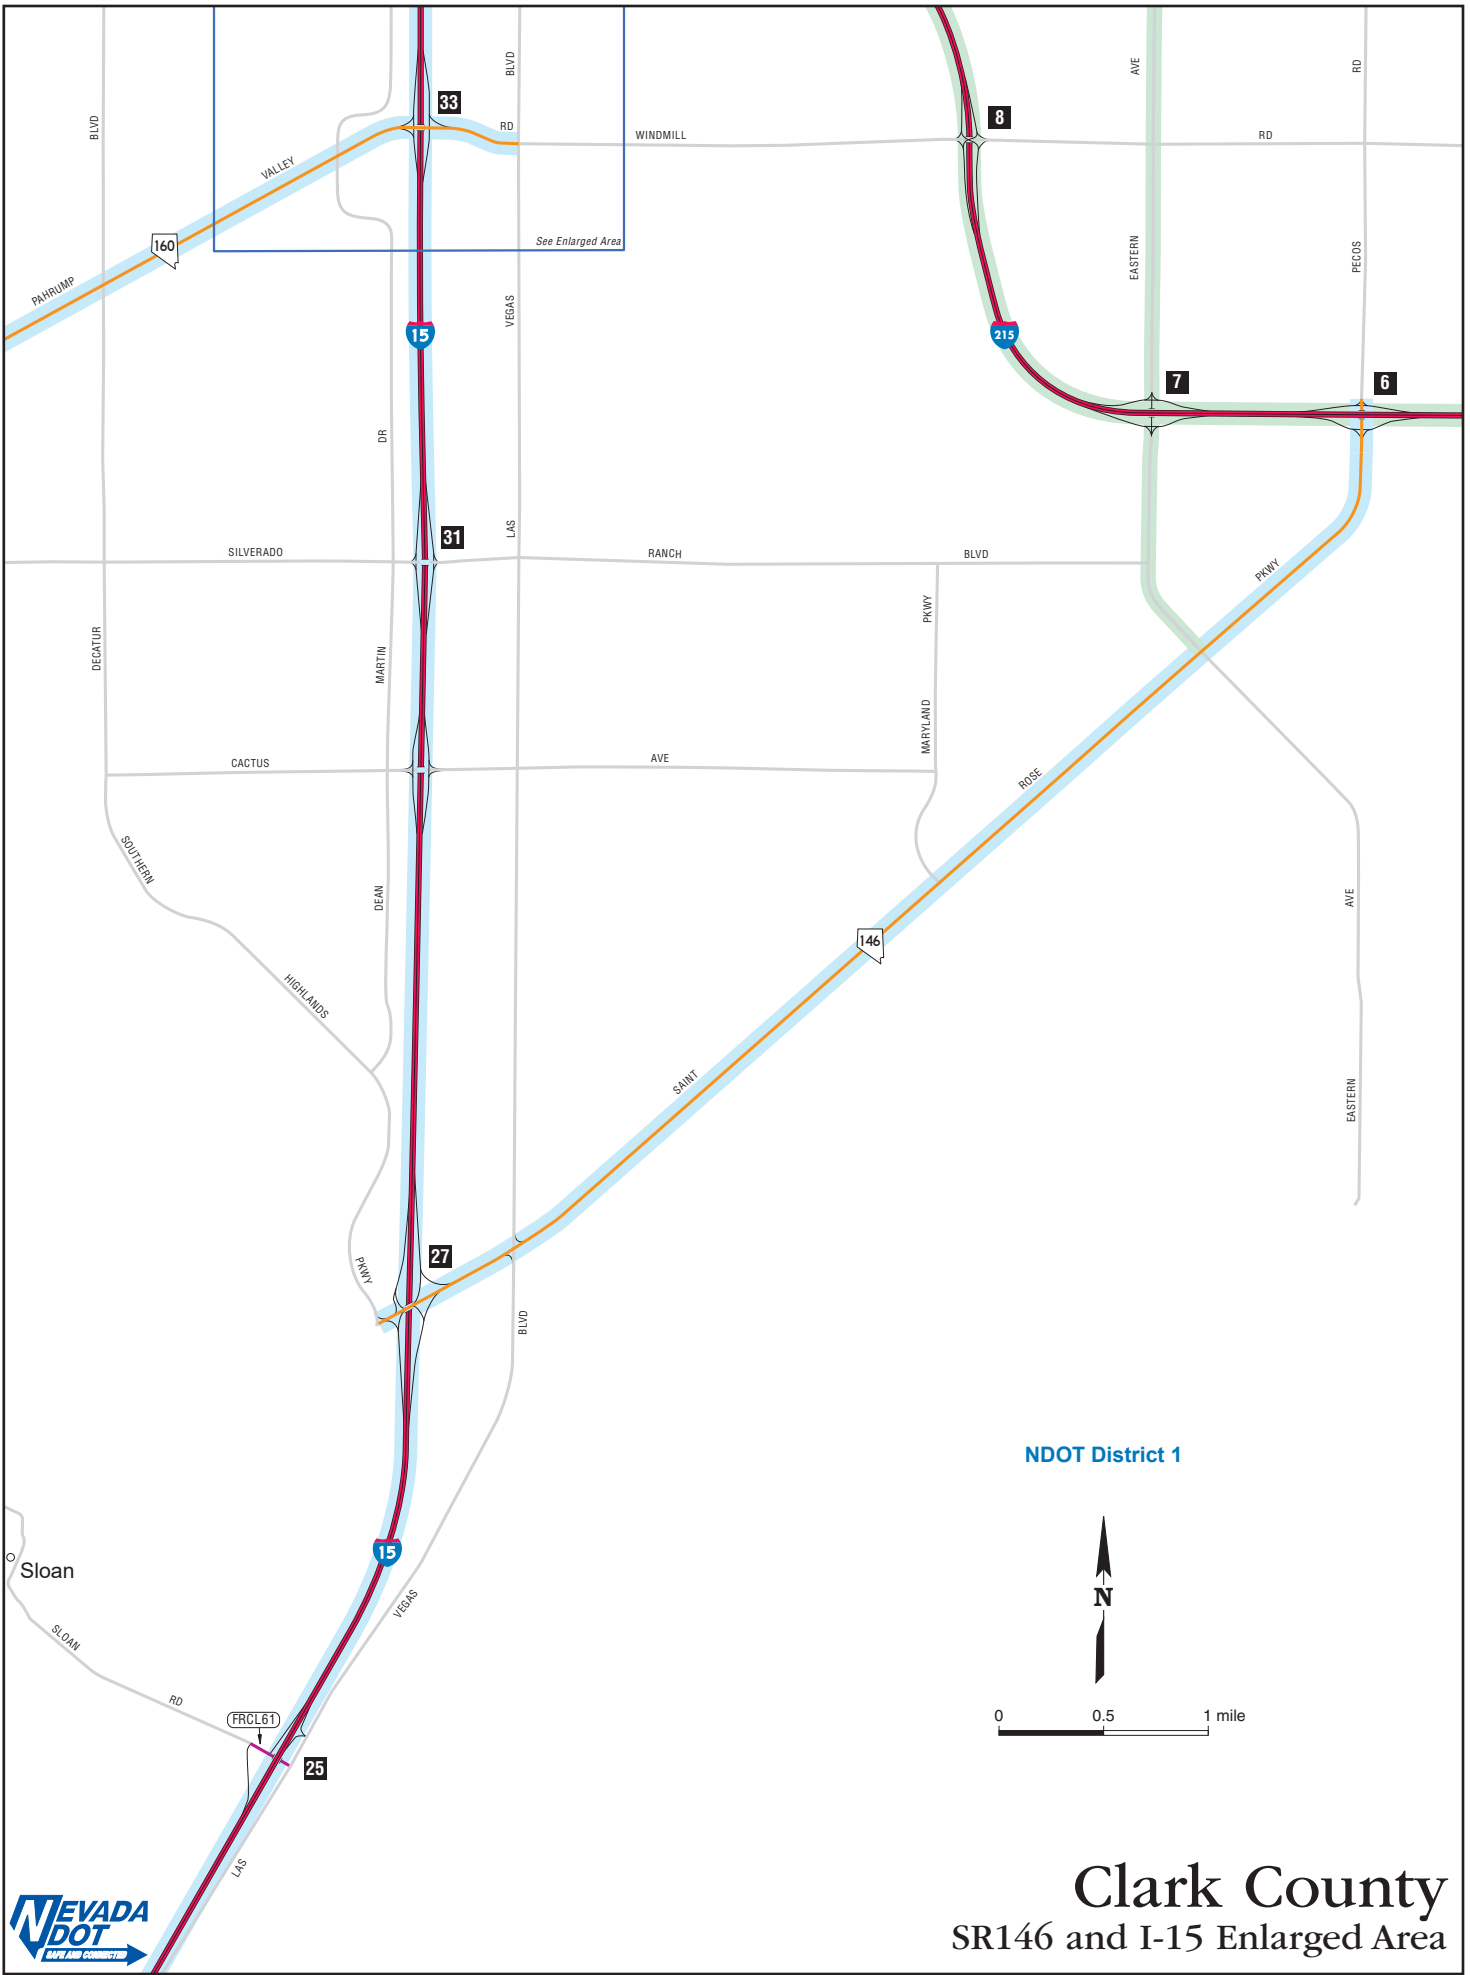 BLVD
BLVD
AVE
RD
33
8
RD
WINDMILL
RD
VALLEY
160
See Enlarged Area
EASTERN
PECOS
PAHRUMP
VEGAS
15
215
7
6
DR
LAS
31
SILVERADO
RANCH
BLVD
PKWY
PKWY
DECATUR
MARTIN
MARYLAND
CACTUS
AVE
ROSE
SOUTHERN
DEAN
AVE
146
HIGHLANDS
SAINT
EASTERN
27
PKWY
BLVD
NDOT District 1
15
Sloan
N
VEGAS
SLOAN
RD
FRCL61
0 0.5 1 mile
25
LAS
Clark County
SR146 and I-15 Enlarged Area
NEVADA
DOT
SAFE AND CONNECTED